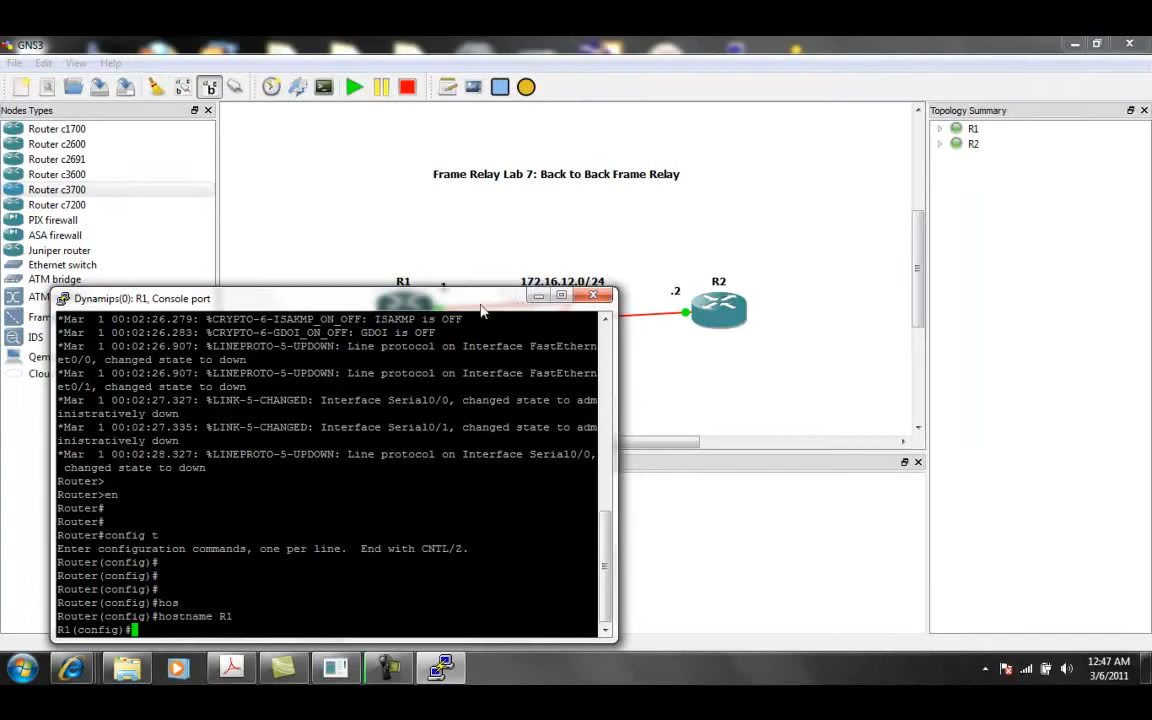 GNS3
File Edit View Help
Nodes Types
Router c1700
Router c2600
Router c2691
Router c3600
Router c3700
Router c7200
PIX firewall
ASA firewall
Juniper router
Ethernet switch
ATM bridge
ATM
Fram
IDS
Qem
Clou
Frame Relay Lab 7: Back to Back Frame Relay
R1
172.16.12.0/24
R2
.2
Topology Summary
R1
R2
Dynamips(0): R1, Console port
*Mar  1 00:02:26.279: %CRYPTO-6-ISAKMP_ON_OFF: ISAKMP is OFF
*Mar  1 00:02:26.283: %CRYPTO-6-GDOI_ON_OFF: GDOI is OFF
*Mar  1 00:02:26.907: %LINEPROTO-5-UPDOWN: Line protocol on Interface FastEthern
et0/0, changed state to down
*Mar  1 00:02:26.907: %LINEPROTO-5-UPDOWN: Line protocol on Interface FastEthern
et0/1, changed state to down
*Mar  1 00:02:27.327: %LINK-5-CHANGED: Interface Serial0/0, changed state to adm
inistratively down
*Mar  1 00:02:27.335: %LINK-5-CHANGED: Interface Serial0/1, changed state to adm
inistratively down
*Mar  1 00:02:28.327: %LINEPROTO-5-UPDOWN: Line protocol on Interface Serial0/0,
 changed state to down
Router>
Router>en
Router#
Router#
Router#config t
Enter configuration commands, one per line.  End with CNTL/Z.
Router(config)#
Router(config)#
Router(config)#
Router(config)#hos
Router(config)#hostname R1
R1(config)#
12:47 AM
3/6/2011